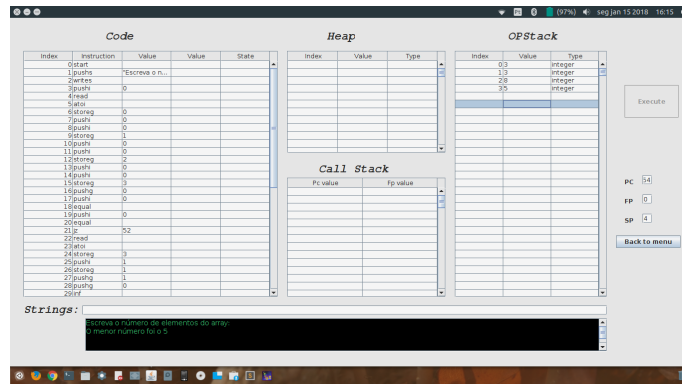 (97%) seg jan 15 2018 16:15
Code
Index Instruction Value Value State
0 start
1 pushs "Escreva o n...
2 writes
3 pushi 0
4 read
5 atoi
6 storeg 0
7 pushi 0
8 pushi 0
9 storeg 1
10 pushi 0
11 pushi 0
12 storeg 2
13 pushi 0
14 pushi 0
15 storeg 3
16 pushg 0
17 pushi 0
18 equal
19 pushi 0
20 equal
21 jz 52
22 read
23 atoi
24 storeg 3
25 pushi 1
26 storeg 1
27 pushg 1
28 pushg 0
29 inf
Heap
Index Value Type
Call Stack
Pc value Fp value
OPStack
Index Value Type
0 3 integer
1 3 integer
2 8 integer
3 5 integer
Execute
PC 54
FP 0
SP 4
Back to menu
Strings:
Escreva o número de elementos do array:
O menor número foi o 5